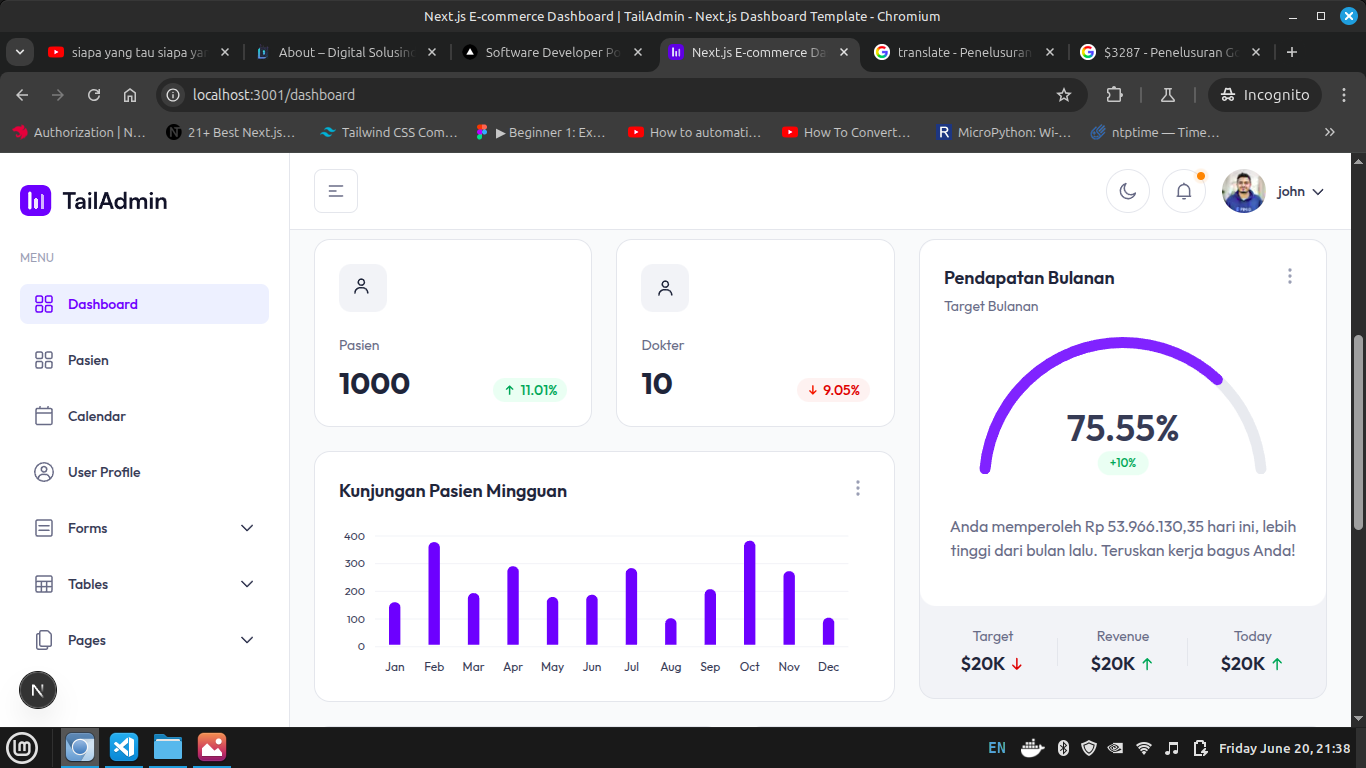 Next.js E-commerce Dashboard | TailAdmin - Next.js Dashboard Template - Chromium
siapa yang tau siapa ya
About – Digital Solusin
Software Developer Po
Next.js E-commerce Da
translate - Penelusuran
$3287 - Penelusuran Go
localhost:3001/dashboard
Incognito
Authorization | N...
21+ Best Next.js...
Tailwind CSS Com...
▶ Beginner 1: Ex...
How to automati...
How To Convert...
MicroPython: Wi-...
ntptime — Time...
TailAdmin
john
MENU
Dashboard
Pasien
Calendar
User Profile
Forms
Tables
Pages
N
Pasien
1000
↑ 11.01%
Dokter
10
↓ 9.05%
Kunjungan Pasien Mingguan
400
300
200
100
0
Jan Feb Mar Apr May Jun Jul Aug Sep Oct Nov Dec
Pendapatan Bulanan
Target Bulanan
75.55%
+10%
Anda memperoleh Rp 53.966.130,35 hari ini, lebih
tinggi dari bulan lalu. Teruskan kerja bagus Anda!
Target Revenue Today
$20K ↓ $20K ↑ $20K ↑
EN
Friday June 20, 21:38